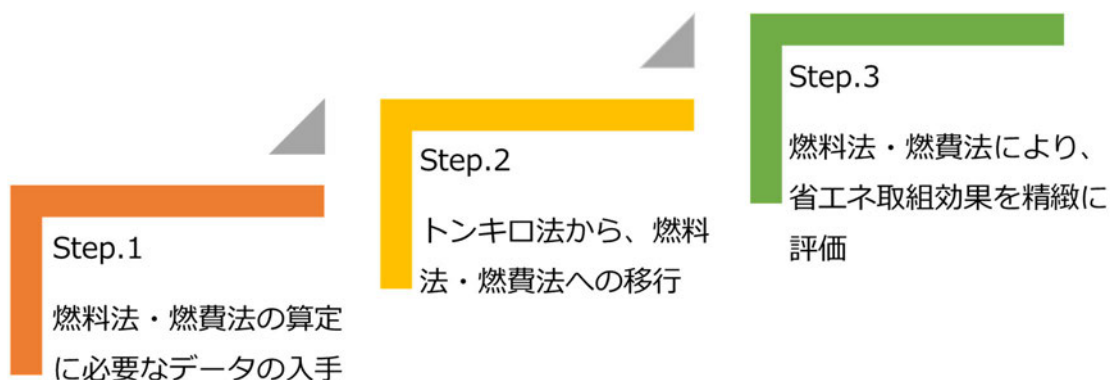 Step.1
燃料法・燃費法の算定
に必要なデータの入手
Step.2
トンキロ法から、燃料
法・燃費法への移行
Step.3
燃料法・燃費法により、
省エネ取組効果を精緻に
評価